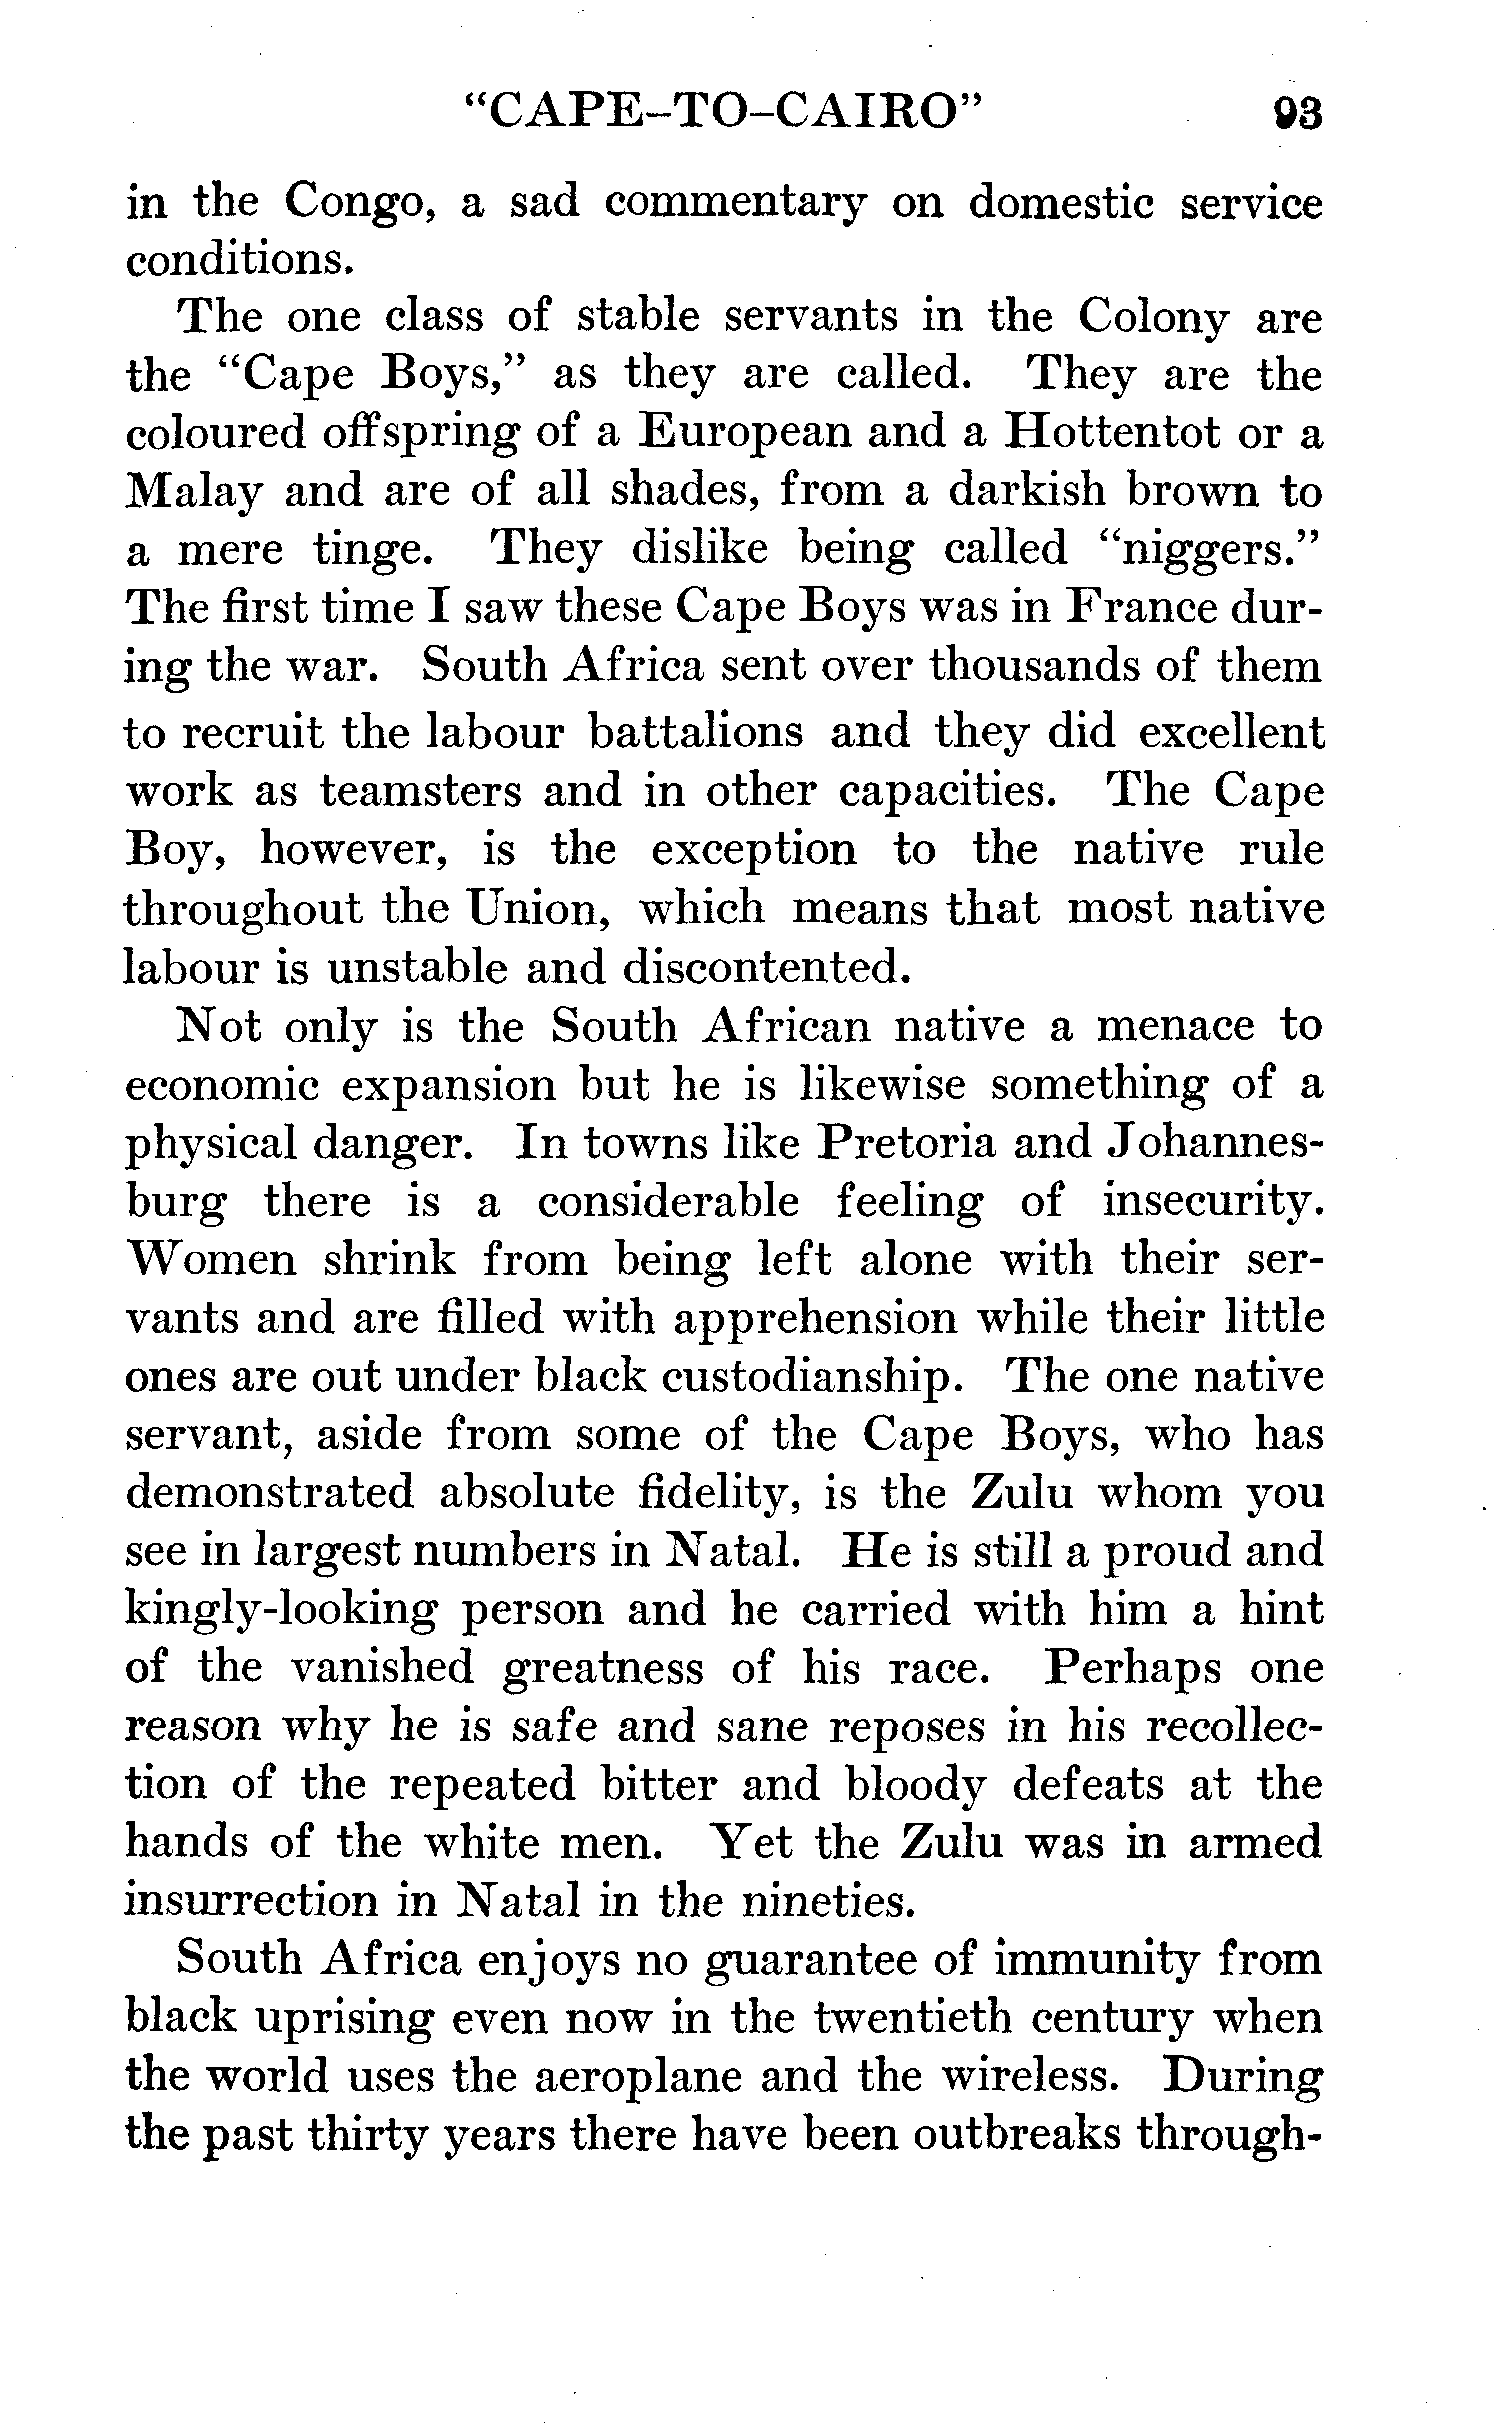 "CAPE-TO-CAIRO" 93
in the Congo, a sad commentary on domestic service
conditions.
The one class of stable servants in the Colony are
the "Cape Boys," as they are called. They are the
coloured offspring of a European and a Hottentot or a
Malay and are of all shades, from a darkish brown to
a mere tinge. They dislike being called "niggers."
The first time I saw these Cape Boys was in France dur-
ing the war. South Africa sent over thousands of them
to recruit the labour battalions and they did excellent
work as teamsters and in other capacities. The Cape
Boy, however, is the exception to the native rule
throughout the Union, which means that most native
labour is unstable and discontented.
Not only is the South African native a menace to
economic expansion but he is likewise something of a
physical danger. In towns like Pretoria and Johannes-
burg there is a considerable feeling of insecurity.
Women shrink from being left alone with their ser-
vants and are filled with apprehension while their little
ones are out under black custodianship. The one native
servant, aside from some of the Cape Boys, who has
demonstrated absolute fidelity, is the Zulu whom you
see in largest numbers in Natal. He is still a proud and
kingly-looking person and he carried with him a hint
of the vanished greatness of his race. Perhaps one
reason why he is safe and sane reposes in his recollec-
tion of the repeated bitter and bloody defeats at the
hands of the white men. Yet the Zulu was in armed
insurrection in Natal in the nineties.
South Africa enjoys no guarantee of immunity from
black uprising even now in the twentieth century when
the world uses the aeroplane and the wireless. During
the past thirty years there have been outbreaks through-